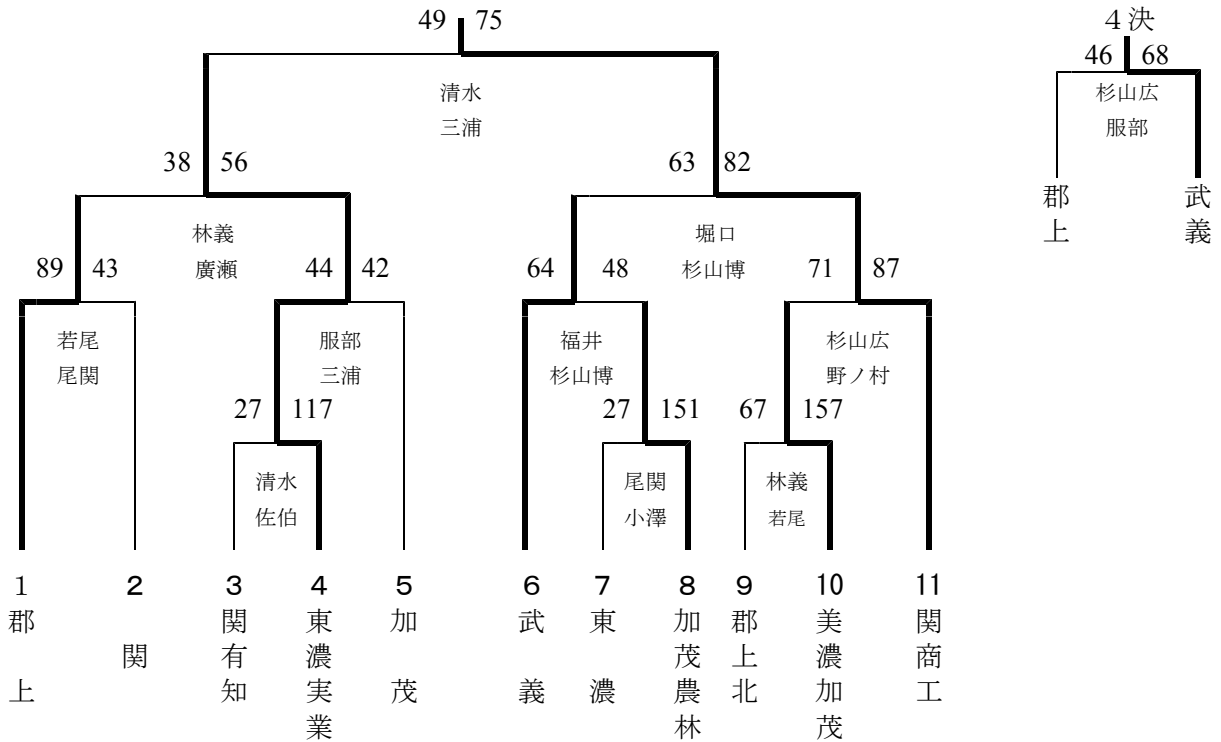 49 75
4決
46 68
清水
三浦
杉山広
服部
38 56
63 82
郡上
武義
林義
廣瀬
堀口
杉山博
89 43
44 42
64 48
71 87
若尾
尾関
服部
三浦
福井
杉山博
杉山広
野ノ村
27 117
27 151
67 157
清水
佐伯
尾関
小澤
林義
若尾
1 2 3 4 5 6 7 8 9 10 11
郡上
関
関有知
東濃実業
加茂
武義
東濃
加茂農林
郡上北
美濃加茂
関商工